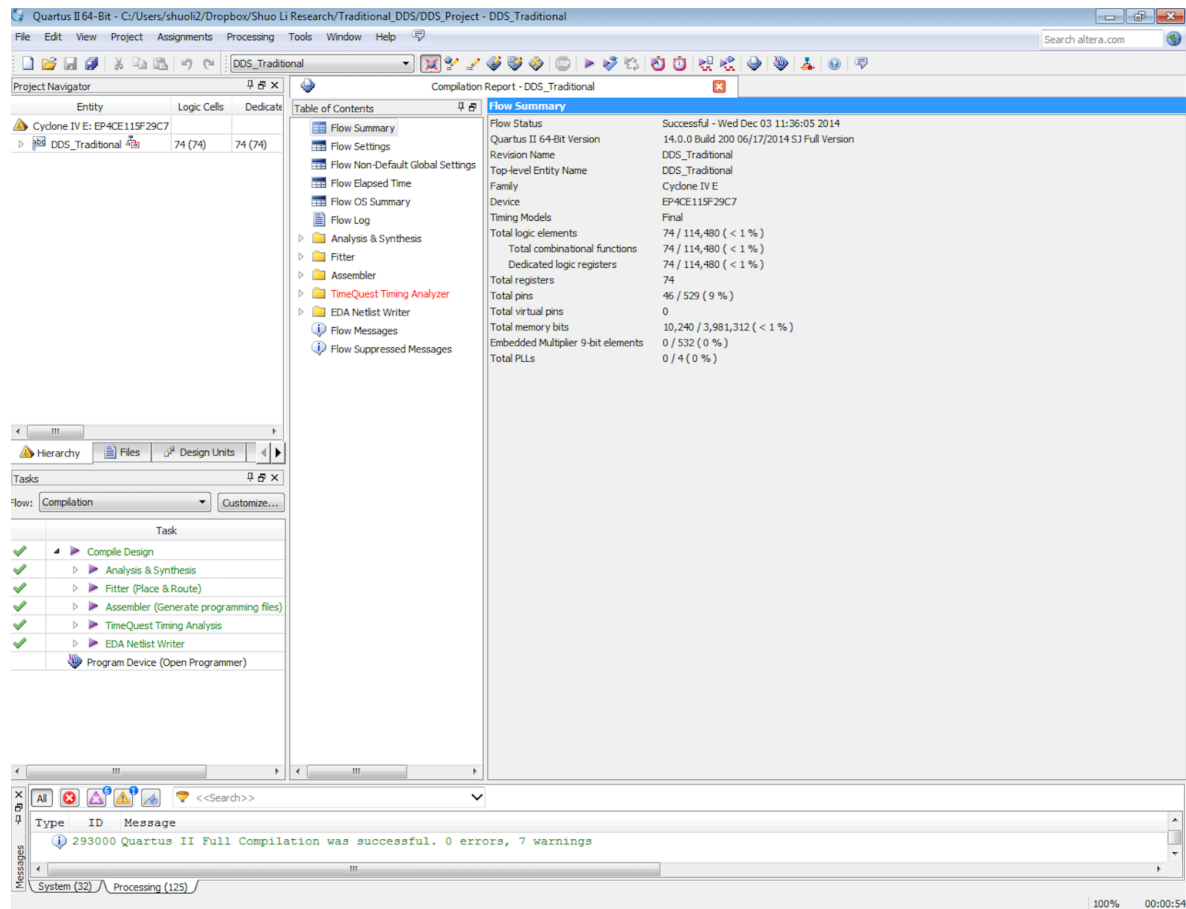 Quartus II 64-Bit - C:/Users/shuoli2/Dropbox/Shuo Li Research/Traditional_DDS/DDS_Project - DDS_Traditional
File Edit View Project Assignments Processing Tools Window Help
Search altera.com
DDS_Traditional
Project Navigator
Entity Logic Cells Dedicate
Cyclone IV E: EP4CE115F29C7
DDS_Traditional 74 (74) 74 (74)
Hierarchy Files Design Units
Tasks
Flow: Compilation Customize...
Task
Compile Design
Analysis & Synthesis
Fitter (Place & Route)
Assembler (Generate programming files)
TimeQuest Timing Analysis
EDA Netlist Writer
Program Device (Open Programmer)
Compilation Report - DDS_Traditional
Table of Contents
Flow Summary
Flow Settings
Flow Non-Default Global Settings
Flow Elapsed Time
Flow OS Summary
Flow Log
Analysis & Synthesis
Fitter
Assembler
TimeQuest Timing Analyzer
EDA Netlist Writer
Flow Messages
Flow Suppressed Messages
Flow Summary
Flow Status Successful - Wed Dec 03 11:36:05 2014
Quartus II 64-Bit Version 14.0.0 Build 200 06/17/2014 SJ Full Version
Revision Name DDS_Traditional
Top-level Entity Name DDS_Traditional
Family Cyclone IV E
Device EP4CE115F29C7
Timing Models Final
Total logic elements 74 / 114,480 ( < 1 % )
Total combinational functions 74 / 114,480 ( < 1 % )
Dedicated logic registers 74 / 114,480 ( < 1 % )
Total registers 74
Total pins 46 / 529 ( 9 % )
Total virtual pins 0
Total memory bits 10,240 / 3,981,312 ( < 1 % )
Embedded Multiplier 9-bit elements 0 / 532 ( 0 % )
Total PLLs 0 / 4 ( 0 % )
All 6 1 <<Search>>
Type ID Message
293000 Quartus II Full Compilation was successful. 0 errors, 7 warnings
Messages
System (32) Processing (125)
100% 00:00:54